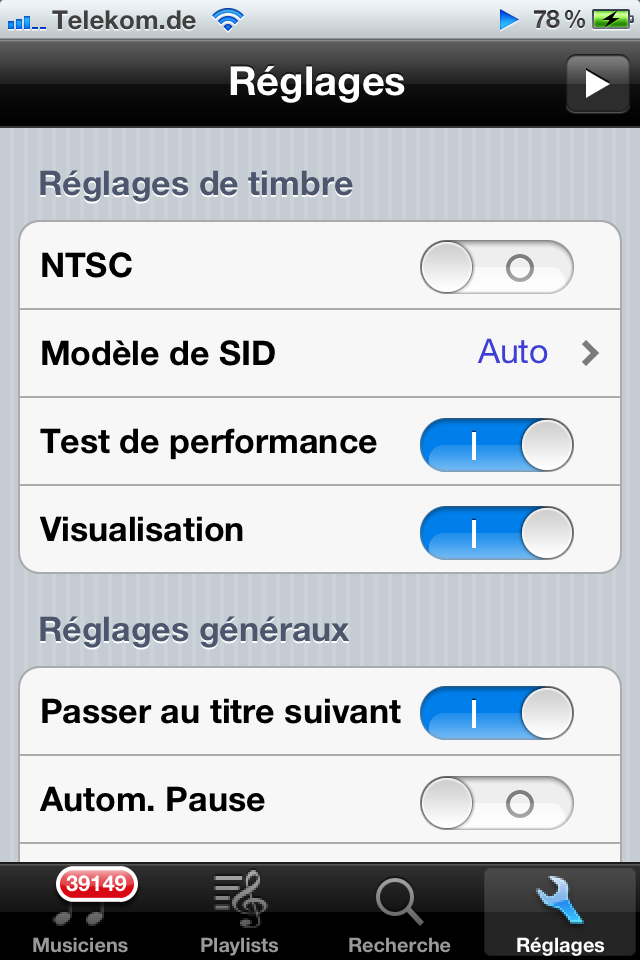 Telekom.de 78 %
Réglages
Réglages de timbre
NTSC
Modèle de SID Auto
Test de performance
Visualisation
Réglages généraux
Passer au titre suivant
Autom. Pause
39149
Musiciens Playlists Recherche Réglages